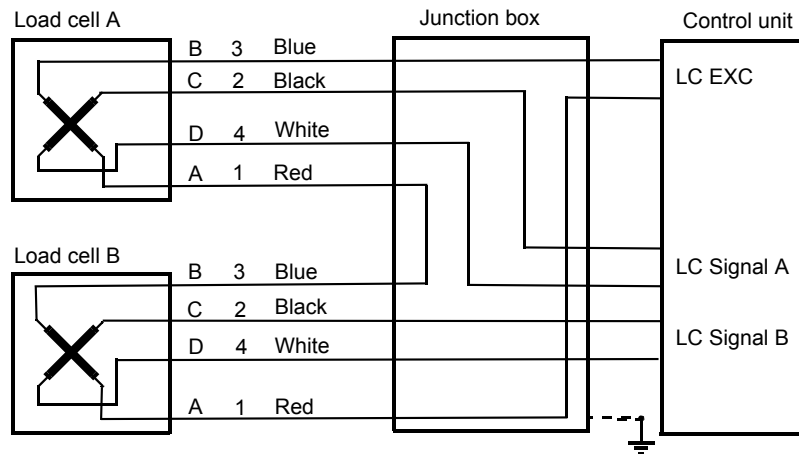 Load cell A
Junction box
Control unit
B 3 Blue
C 2 Black
D 4 White
A 1 Red
LC EXC
Load cell B
B 3 Blue
C 2 Black
D 4 White
A 1 Red
LC Signal A
LC Signal B